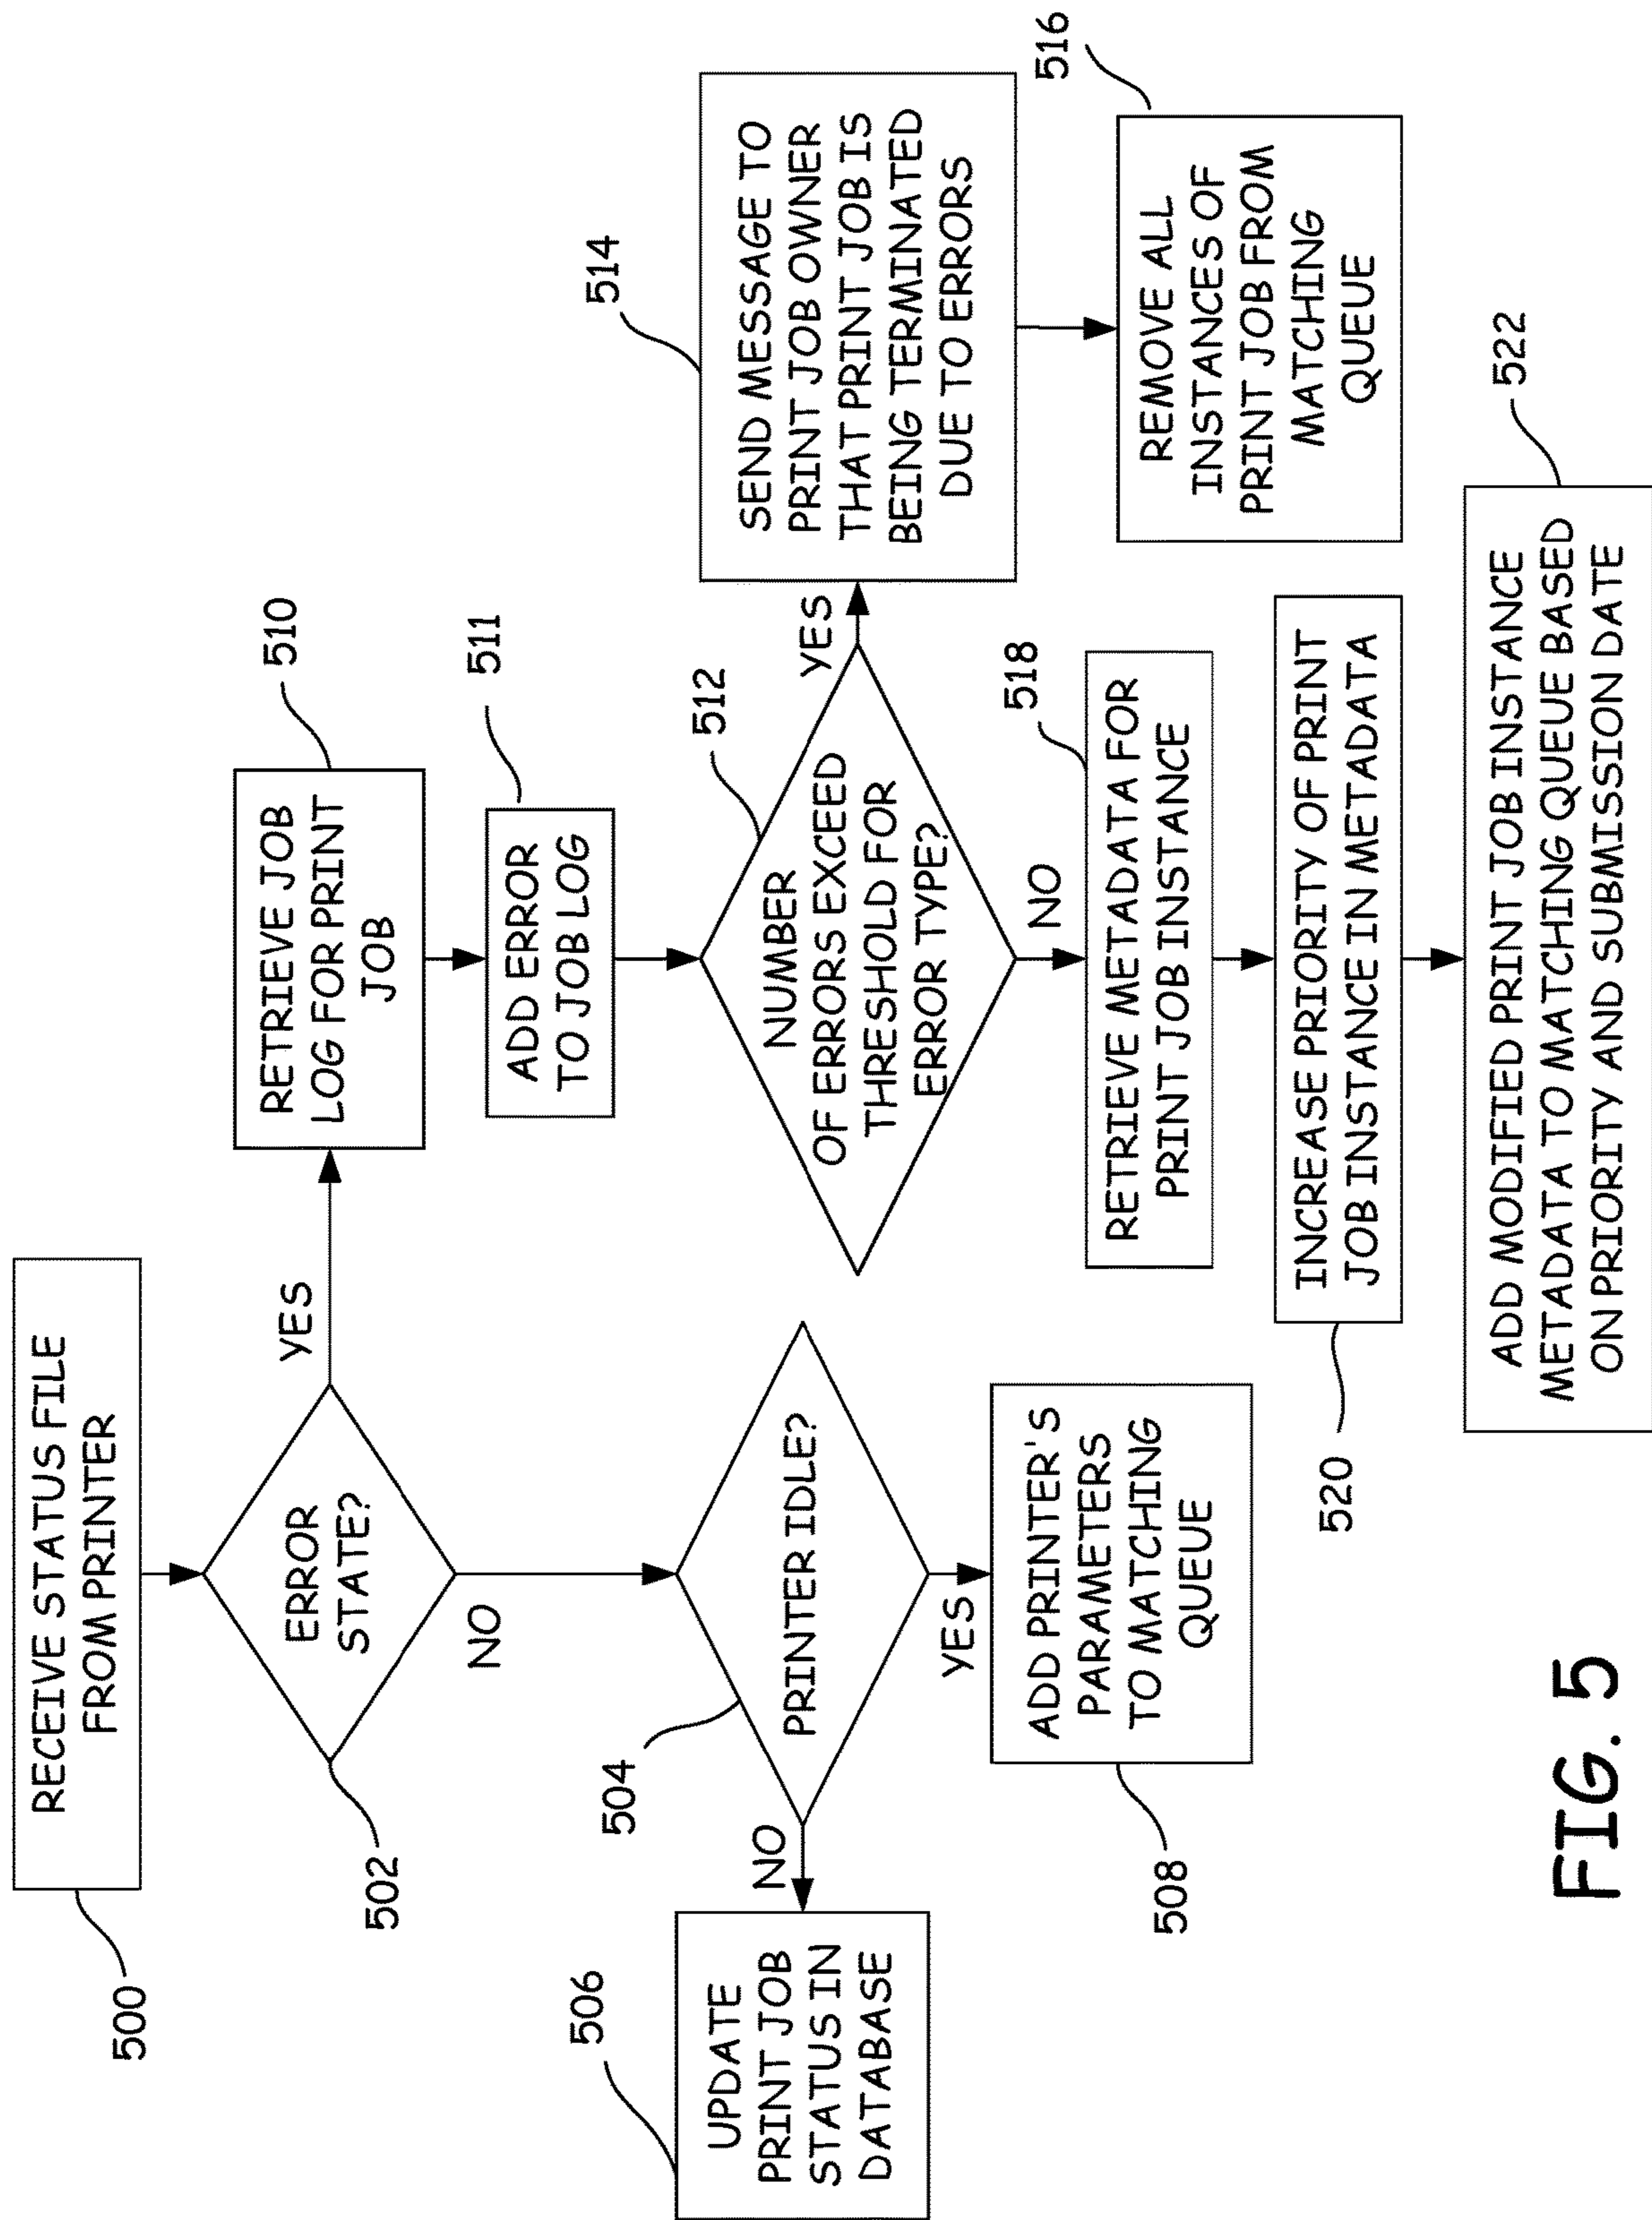 500
RECEIVE STATUS FILE
FROM PRINTER
502
ERROR
STATE?
YES
NO
510
RETRIEVE JOB
LOG FOR PRINT
JOB
511
ADD ERROR
TO JOB LOG
504
PRINTER IDLE?
NO
YES
506
UPDATE
PRINT JOB
STATUS IN
DATABASE
508
ADD PRINTER'S
PARAMETERS
TO MATCHING
QUEUE
512
NUMBER
OF ERRORS EXCEED
THRESHOLD FOR
ERROR TYPE?
YES
NO
514
SEND MESSAGE TO
PRINT JOB OWNER
THAT PRINT JOB IS
BEING TERMINATED
DUE TO ERRORS
516
REMOVE ALL
INSTANCES OF
PRINT JOB FROM
MATCHING
QUEUE
518
RETRIEVE METADATA FOR
PRINT JOB INSTANCE
520
INCREASE PRIORITY OF PRINT
JOB INSTANCE IN METADATA
522
ADD MODIFIED PRINT JOB INSTANCE
METADATA TO MATCHING QUEUE BASED
ON PRIORITY AND SUBMISSION DATE
FIG. 5